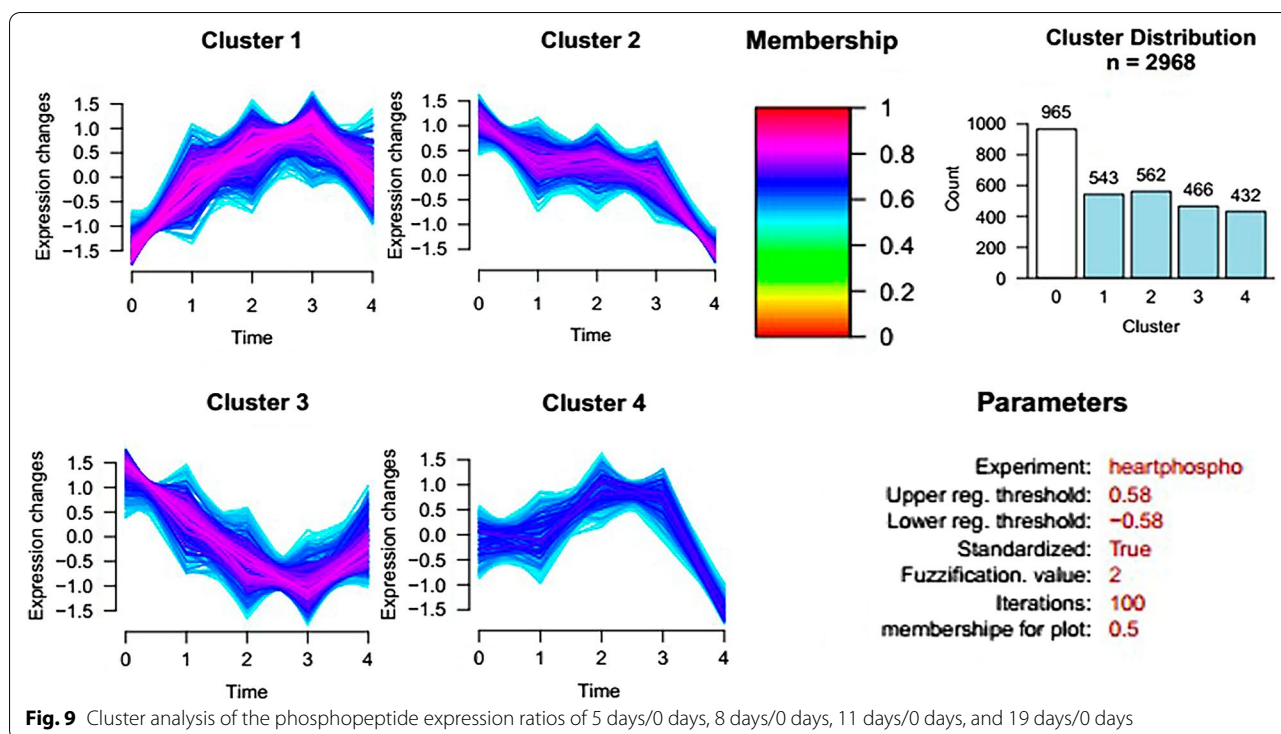 Cluster 1
Expression changes
1.5
1.0
0.5
0.0
−0.5
−1.0
−1.5
0 1 2 3 4
Time
Cluster 2
Expression changes
1.5
1.0
0.5
0.0
−0.5
−1.0
−1.5
0 1 2 3 4
Time
Membership
1
0.8
0.6
0.4
0.2
0
Cluster Distribution
n = 2968
Count
1000
800
600
400
200
0
965 543 562 466 432
0 1 2 3 4
Cluster
Cluster 3
Expression changes
1.5
1.0
0.5
0.0
−0.5
−1.0
−1.5
0 1 2 3 4
Time
Cluster 4
Expression changes
1.5
1.0
0.5
0.0
−0.5
−1.0
−1.5
0 1 2 3 4
Time
Parameters
Experiment: heartphospho
Upper reg. threshold: 0.58
Lower reg. threshold: −0.58
Standardized: True
Fuzzification. value: 2
Iterations: 100
membershipe for plot: 0.5
Fig. 9 Cluster analysis of the phosphopeptide expression ratios of 5 days/0 days, 8 days/0 days, 11 days/0 days, and 19 days/0 days